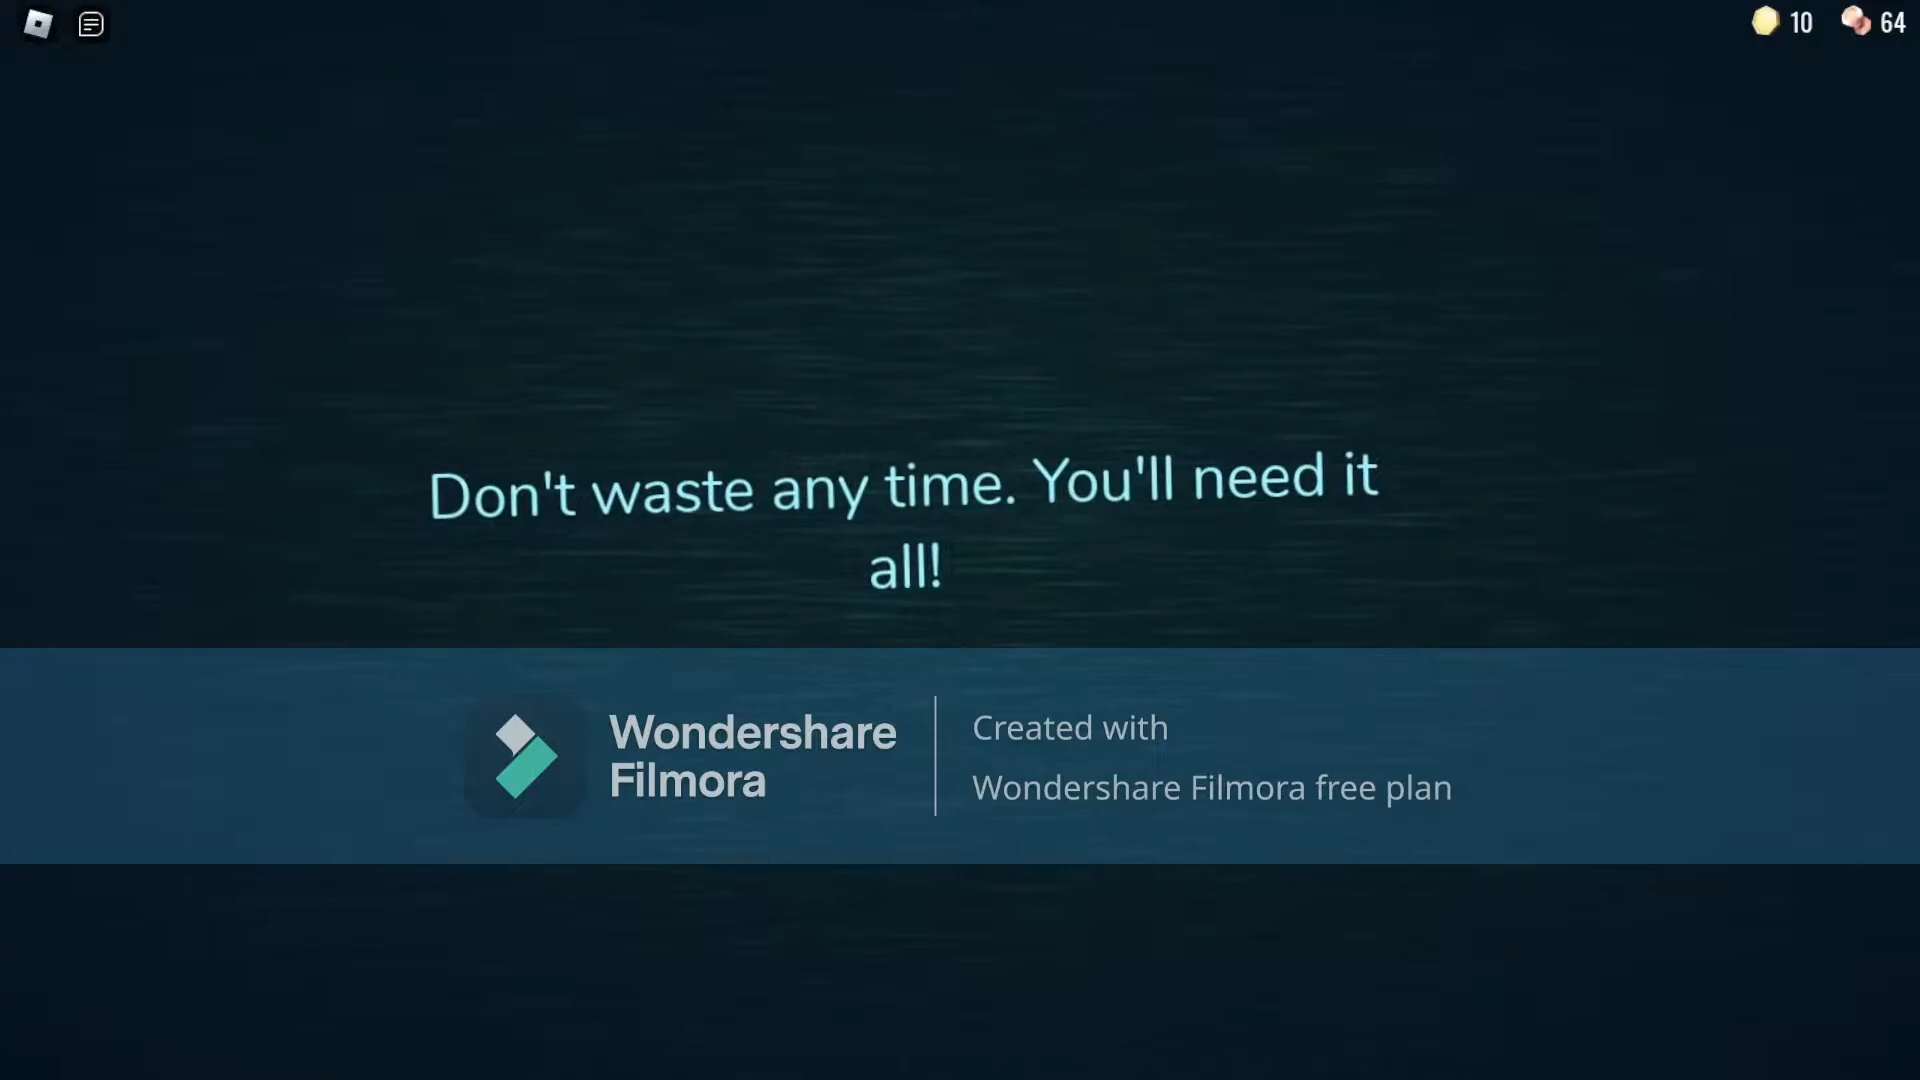 10 64
Don't waste any time. You'll need it
all!
Wondershare
Filmora
Created with
Wondershare Filmora free plan